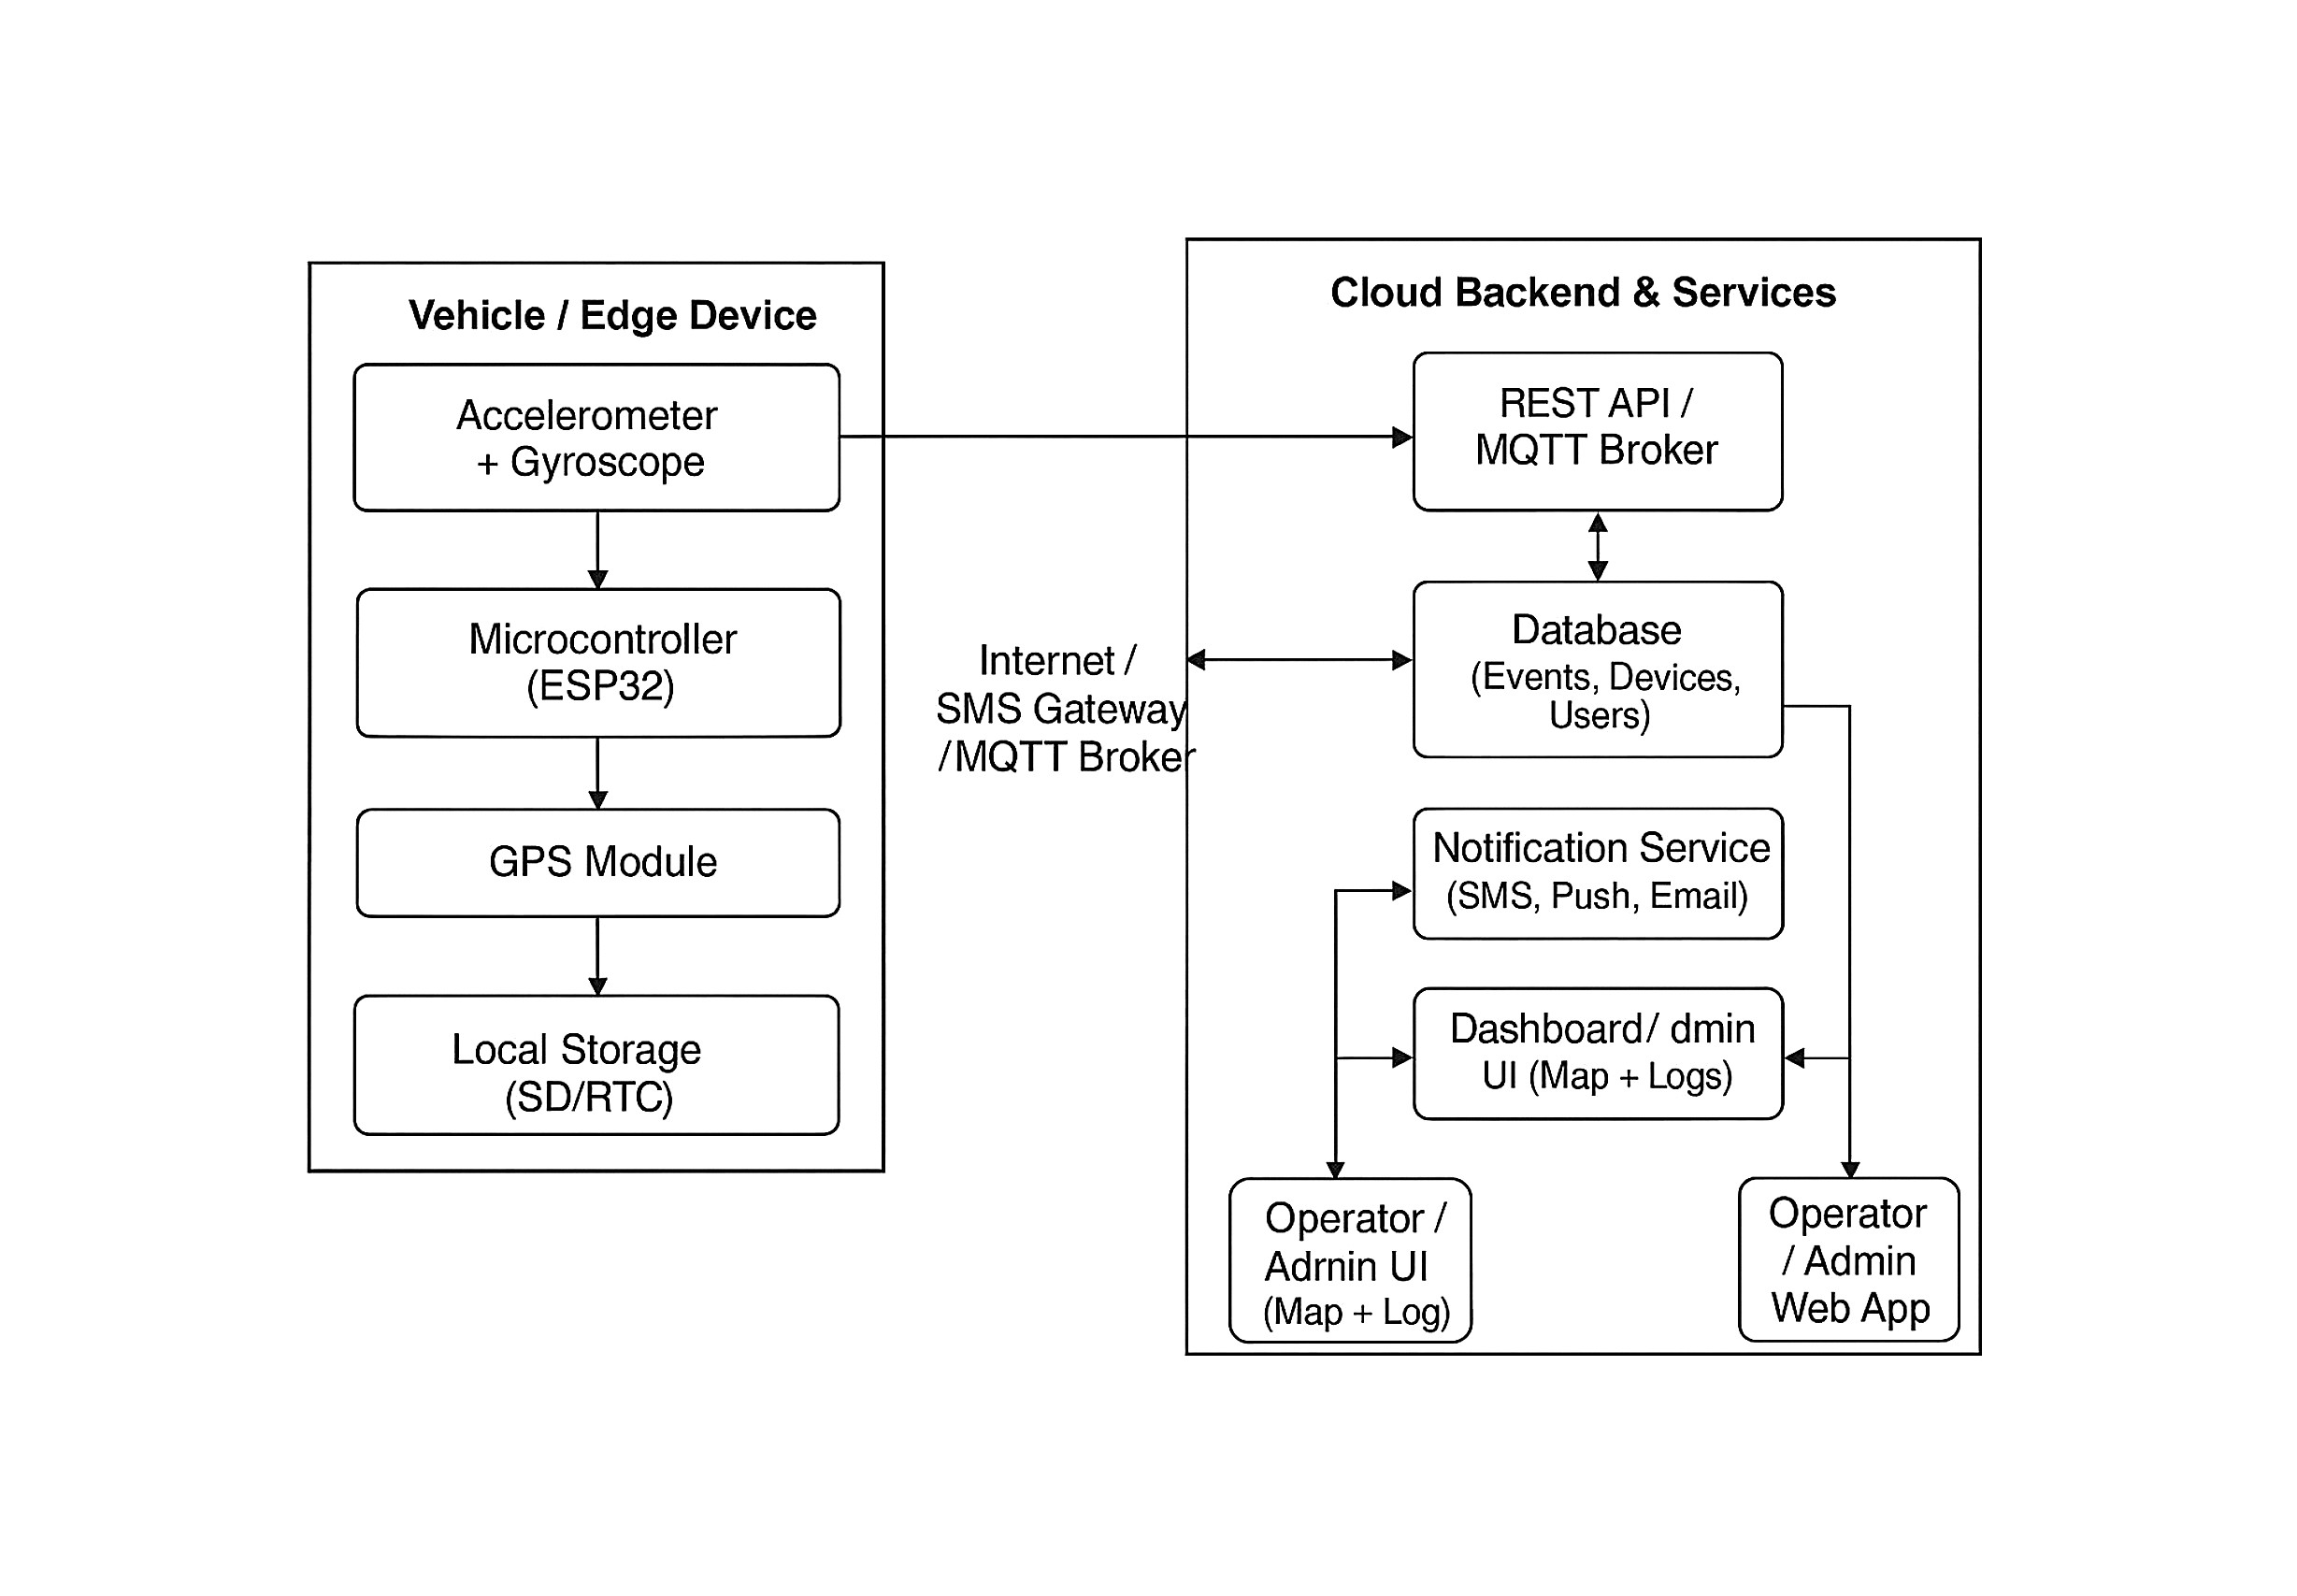 Vehicle / Edge Device
Accelerometer
+ Gyroscope
Microcontroller
(ESP32)
GPS Module
Local Storage
(SD/RTC)
Internet /
SMS Gateway
/MQTT Broker
Cloud Backend & Services
REST API /
MQTT Broker
Database
(Events, Devices,
Users)
Notification Service
(SMS, Push, Email)
Dashboard/ dmin
UI (Map + Logs)
Operator /
Adrnin UI
(Map + Log)
Operator
/ Admin
Web App